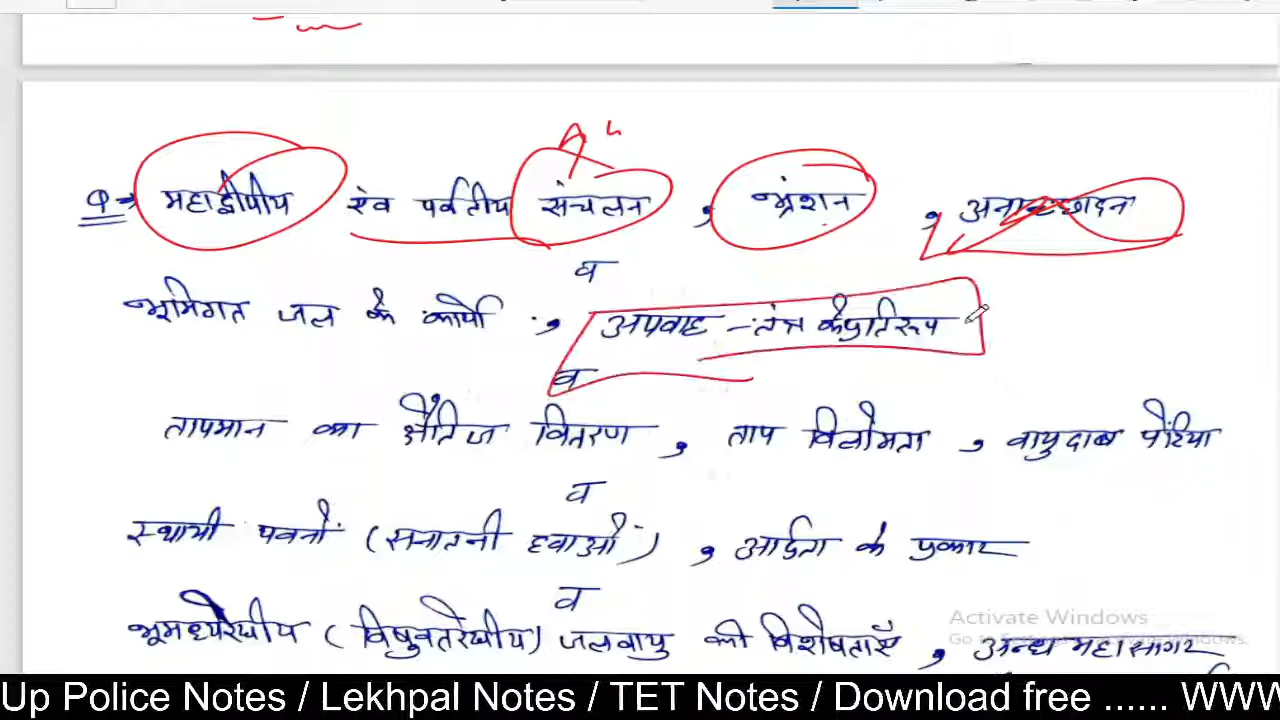 A"
Q→ महाद्वीपीय एंव पर्वतीय संचलन , भ्रंशन , अनाच्छादन
व
भूमिगत जल के कार्यो , अपवाह - तंत्र के प्रतिरूप
व
तापमान का क्षैतिज वितरण , ताप विलोमता , वायुदाब पेटिया
व
स्थायी पवनों (सनातनी हवाओं) , आर्द्रता के प्रकार
व
भूमध्यरेखीय (विषुवतरेखीय) जलवायु की विशेषताएँ , अन्ध महासागर
Activate Windows
Up Police Notes / Lekhpal Notes / TET Notes / Download free ...... WWW